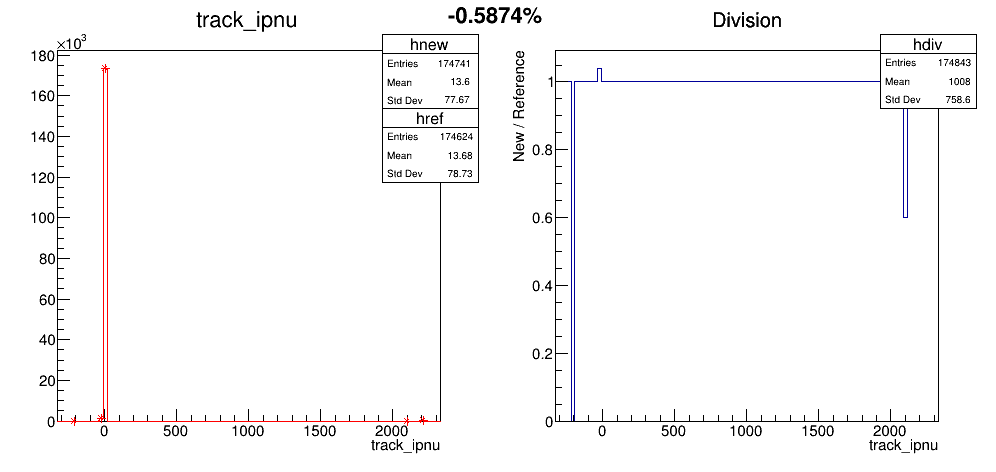 -0.5874%
track_ipnu
×10³
hnew
Entries 174741
Mean 13.6
Std Dev 77.67
href
Entries 174624
Mean 13.68
Std Dev 78.73
180
160
140
120
100
80
60
40
20
0
0 500 1000 1500 2000
track_ipnu
Division
hdiv
Entries 174843
Mean 1008
Std Dev 758.6
New / Reference
1
0.8
0.6
0.4
0.2
0
0 500 1000 1500 2000
track_ipnu